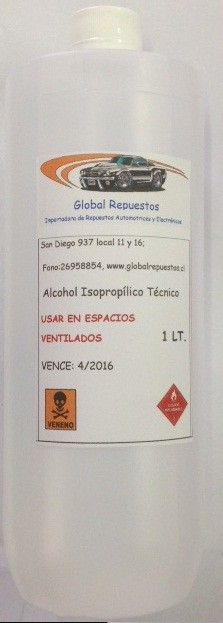 Global Repuestos
Importadora de Repuestos Automotrices y Electrónicos
San Diego 937 local 11 y 16;
Fono:26958854, www.globalrepuestos.cl
Alcohol Isopropílico Técnico
USAR EN ESPACIOS
VENTILADOS 1 LT.
VENCE: 4/2016
VENENO